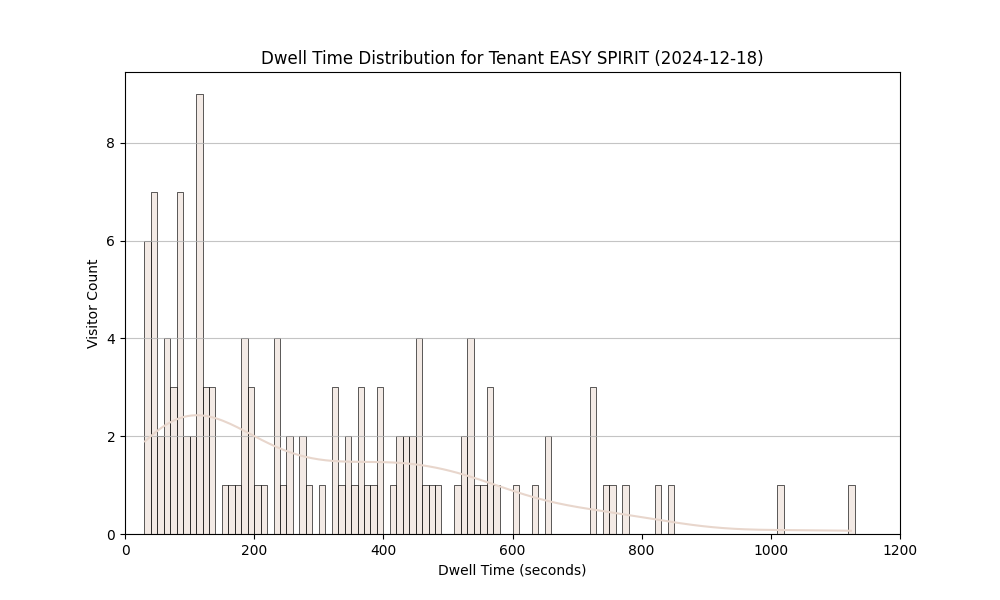 Dwell Time Distribution for Tenant EASY SPIRIT (2024-12-18)
8
6
4
2
0
Visitor Count
0 200 400 600 800 1000 1200
Dwell Time (seconds)